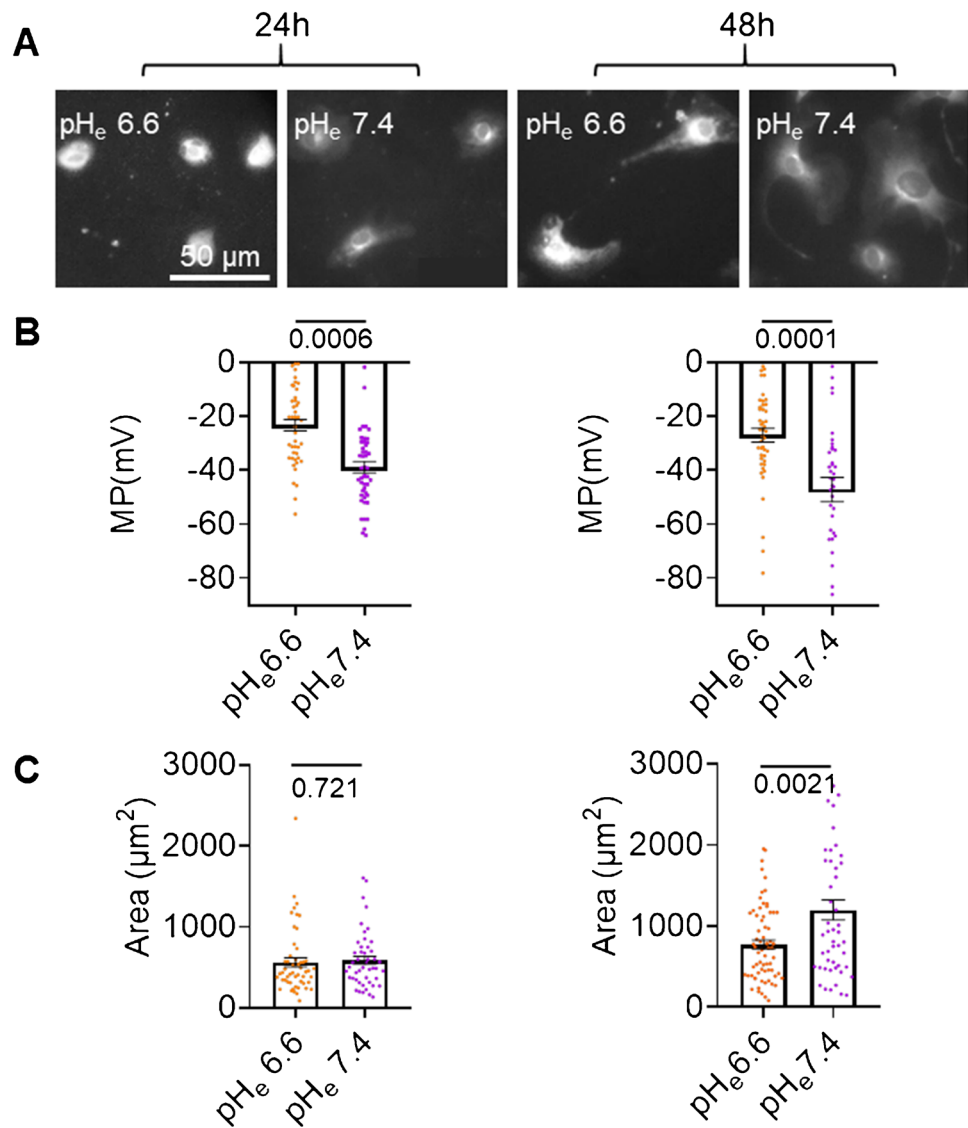 A
24h
48h
pHe 6.6
pHe 7.4
pHe 6.6
pHe 7.4
50 µm
B
0.0006
0.0001
MP(mV)
0
-20
-40
-60
-80
pHe6.6
pHe7.4
MP(mV)
0
-20
-40
-60
-80
pHe6.6
pHe7.4
C
0.721
0.0021
Area (µm²)
3000
2000
1000
0
pHe 6.6
pHe 7.4
Area (µm²)
3000
2000
1000
0
pHe6.6
pHe7.4